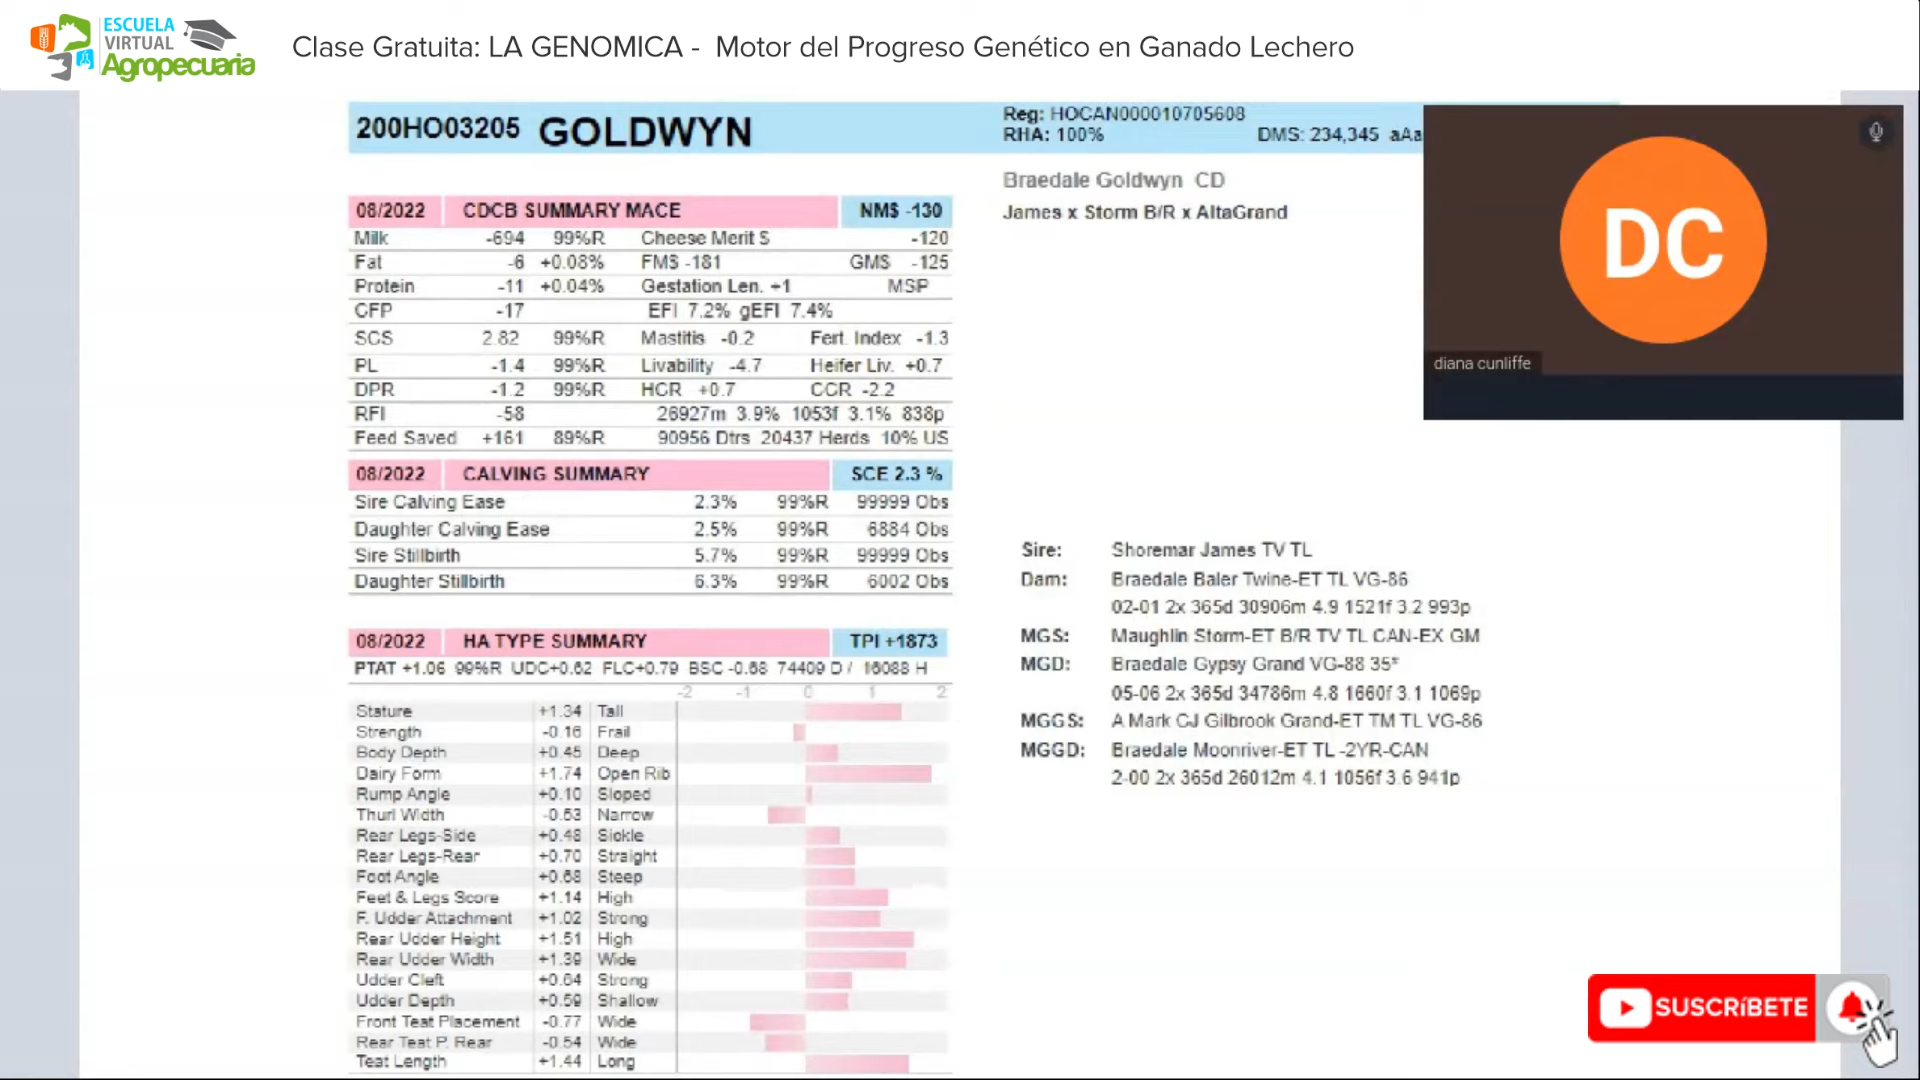 ESCUELA
VIRTUAL
Agropecuaria
Clase Gratuita: LA GENOMICA - Motor del Progreso Genético en Ganado Lechero
200HO03205 GOLDWYN
Reg: HOCAN000010705608
RHA: 100% DMS: 234,345 aAa
Braedale Goldwyn CD
James x Storm B/R x AltaGrand
DC
diana cunliffe
08/2022 CDCB SUMMARY MACE NM$ -130
Milk -694 99%R Cheese Merit $ -120
Fat -6 +0.08% FM$ -181 GM$ -125
Protein -11 +0.04% Gestation Len. +1 MSP
CFP -17 EFI 7.2% gEFI 7.4%
SCS 2.82 99%R Mastitis -0.2 Fert. Index -1.3
PL -1.4 99%R Livability -4.7 Heifer Liv. +0.7
DPR -1.2 99%R HCR +0.7 CCR -2.2
RFI -58 26927m 3.9% 1053f 3.1% 838p
Feed Saved +161 89%R 90956 Dtrs 20437 Herds 10% US
08/2022 CALVING SUMMARY SCE 2.3 %
Sire Calving Ease 2.3% 99%R 99999 Obs
Daughter Calving Ease 2.5% 99%R 6884 Obs
Sire Stillbirth 5.7% 99%R 99999 Obs
Daughter Stillbirth 6.3% 99%R 6002 Obs
08/2022 HA TYPE SUMMARY TPI +1873
PTAT +1.06 99%R UDC+0.62 FLC+0.79 BSC -0.68 74409 D / 16088 H
-2 -1 0 1 2
Stature +1.34 Tall
Strength -0.16 Frail
Body Depth +0.45 Deep
Dairy Form +1.74 Open Rib
Rump Angle +0.10 Sloped
Thurl Width -0.53 Narrow
Rear Legs-Side +0.48 Sickle
Rear Legs-Rear +0.70 Straight
Foot Angle +0.68 Steep
Feet & Legs Score +1.14 High
F. Udder Attachment +1.02 Strong
Rear Udder Height +1.51 High
Rear Udder Width +1.39 Wide
Udder Cleft +0.64 Strong
Udder Depth +0.59 Shallow
Front Teat Placement -0.77 Wide
Rear Teat P. Rear -0.54 Wide
Teat Length +1.44 Long
Sire: Shoremar James TV TL
Dam: Braedale Baler Twine-ET TL VG-86
02-01 2x 365d 30906m 4.9 1521f 3.2 993p
MGS: Maughlin Storm-ET B/R TV TL CAN-EX GM
MGD: Braedale Gypsy Grand VG-88 35*
05-06 2x 365d 34786m 4.8 1660f 3.1 1069p
MGGS: A Mark CJ Gilbrook Grand-ET TM TL VG-86
MGGD: Braedale Moonriver-ET TL -2YR-CAN
2-00 2x 365d 26012m 4.1 1056f 3.6 941p
SUSCRíBETE